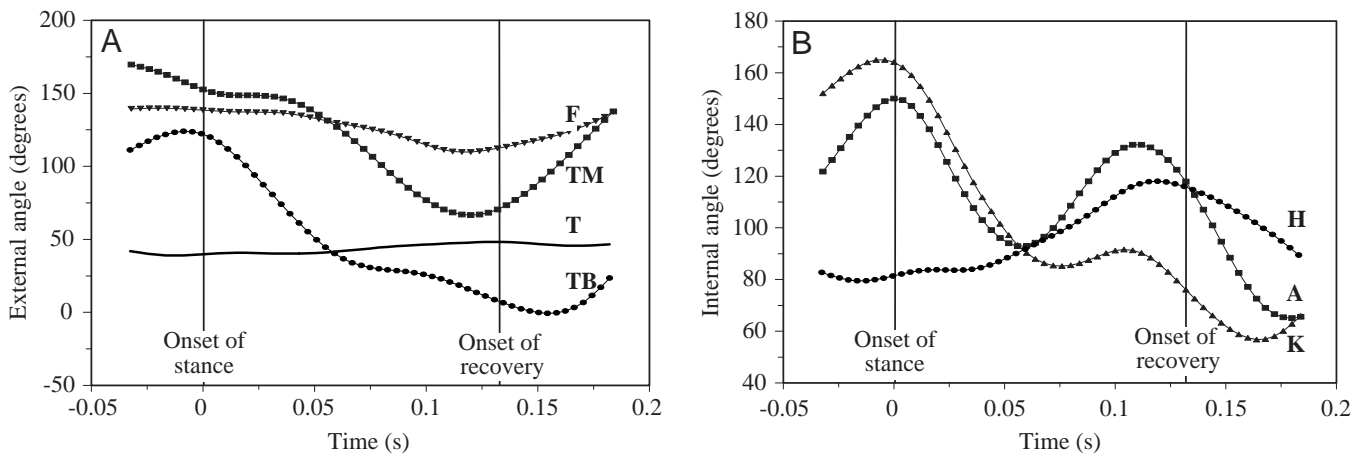 A
External angle (degrees)
200
150
100
50
0
-50
F
TM
T
TB
Onset of
stance
Onset of
recovery
-0.05
0
0.05
0.1
0.15
0.2
Time (s)
B
Internal angle (degrees)
180
160
140
120
100
80
60
40
H
A
K
Onset of
stance
Onset of
recovery
-0.05
0
0.05
0.1
0.15
0.2
Time (s)